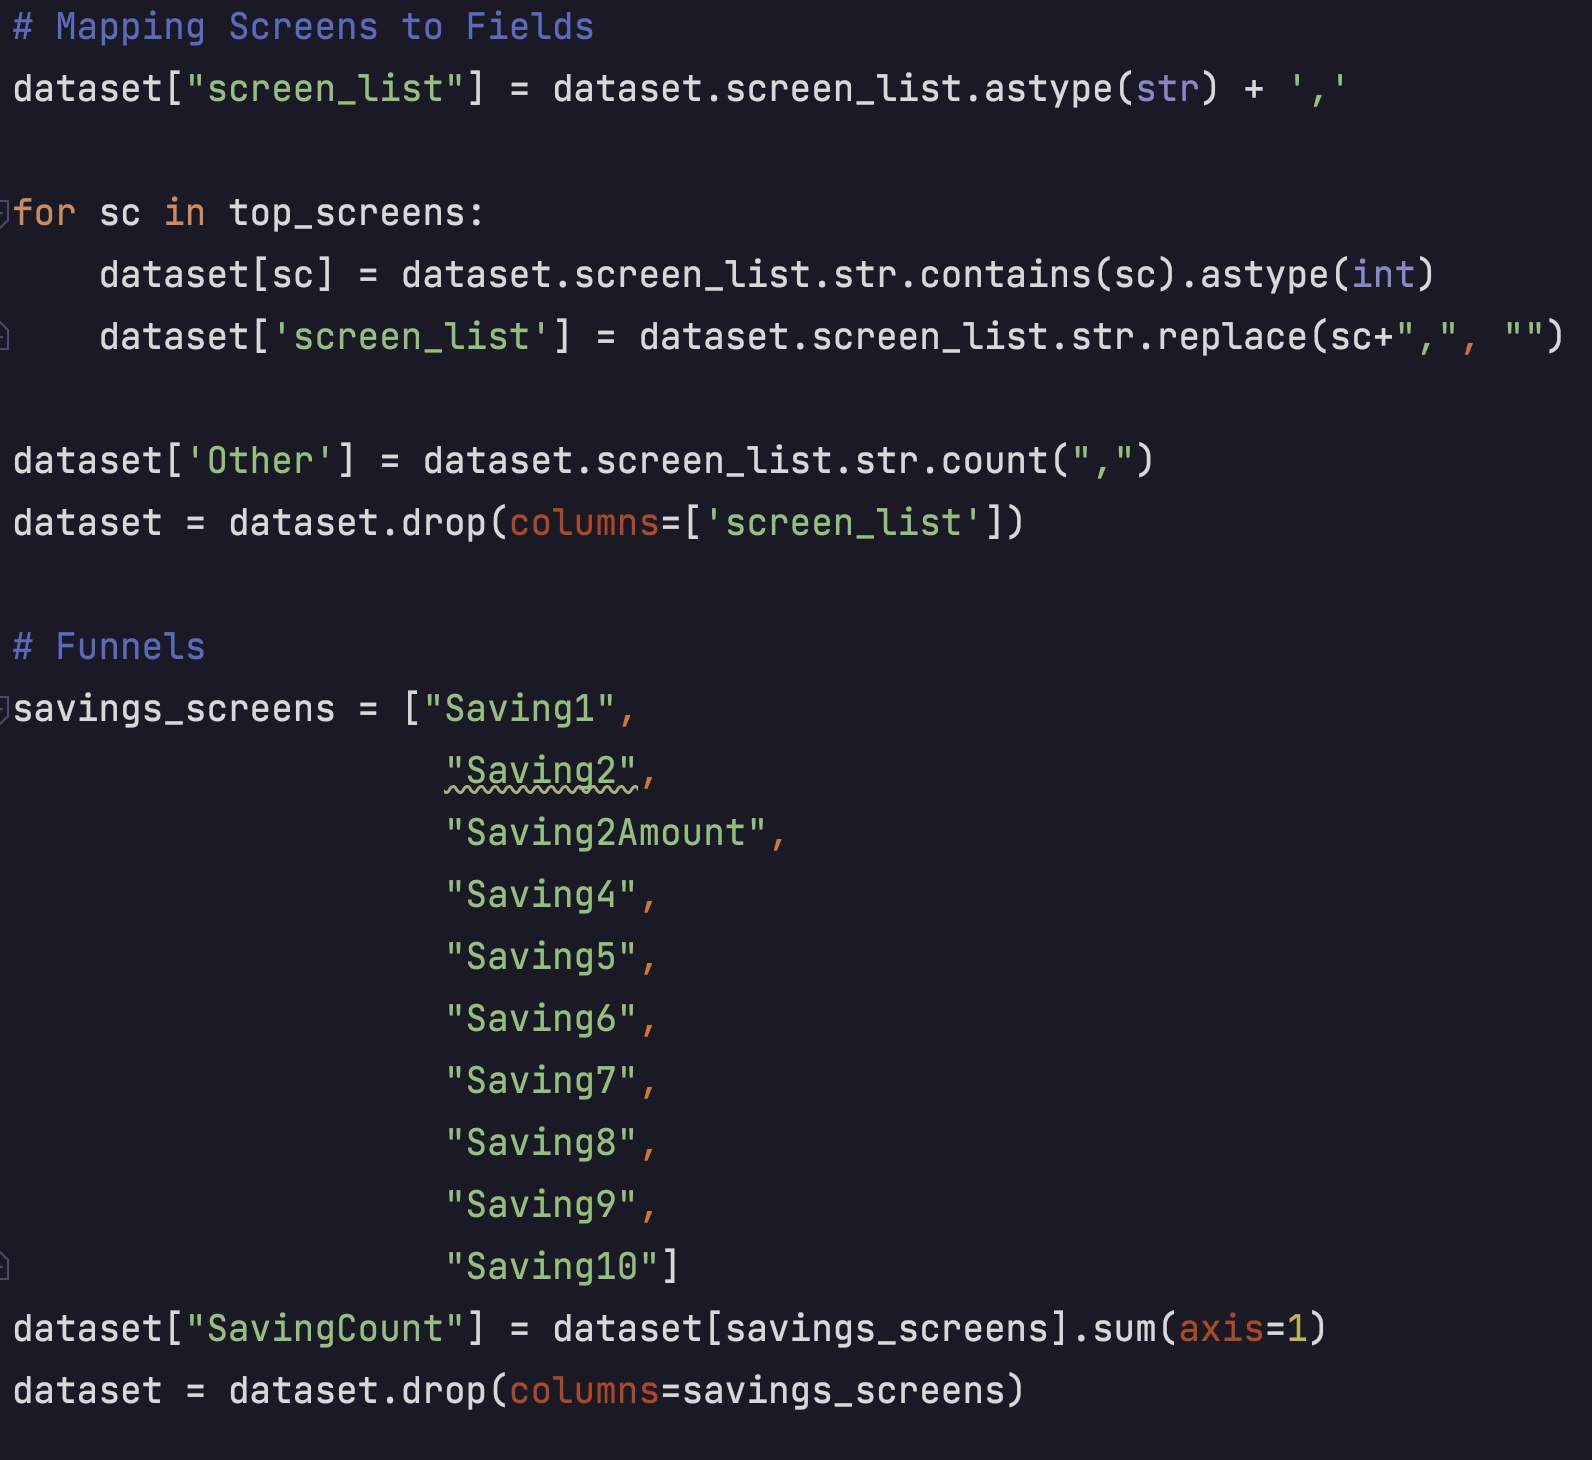 # Mapping Screens to Fields
dataset["screen_list"] = dataset.screen_list.astype(str) + ','
for sc in top_screens:
    dataset[sc] = dataset.screen_list.str.contains(sc).astype(int)
    dataset['screen_list'] = dataset.screen_list.str.replace(sc+",", "")
dataset['Other'] = dataset.screen_list.str.count(",")
dataset = dataset.drop(columns=['screen_list'])
# Funnels
savings_screens = ["Saving1",
                    "Saving2",
                    "Saving2Amount",
                    "Saving4",
                    "Saving5",
                    "Saving6",
                    "Saving7",
                    "Saving8",
                    "Saving9",
                    "Saving10"]
dataset["SavingCount"] = dataset[savings_screens].sum(axis=1)
dataset = dataset.drop(columns=savings_screens)